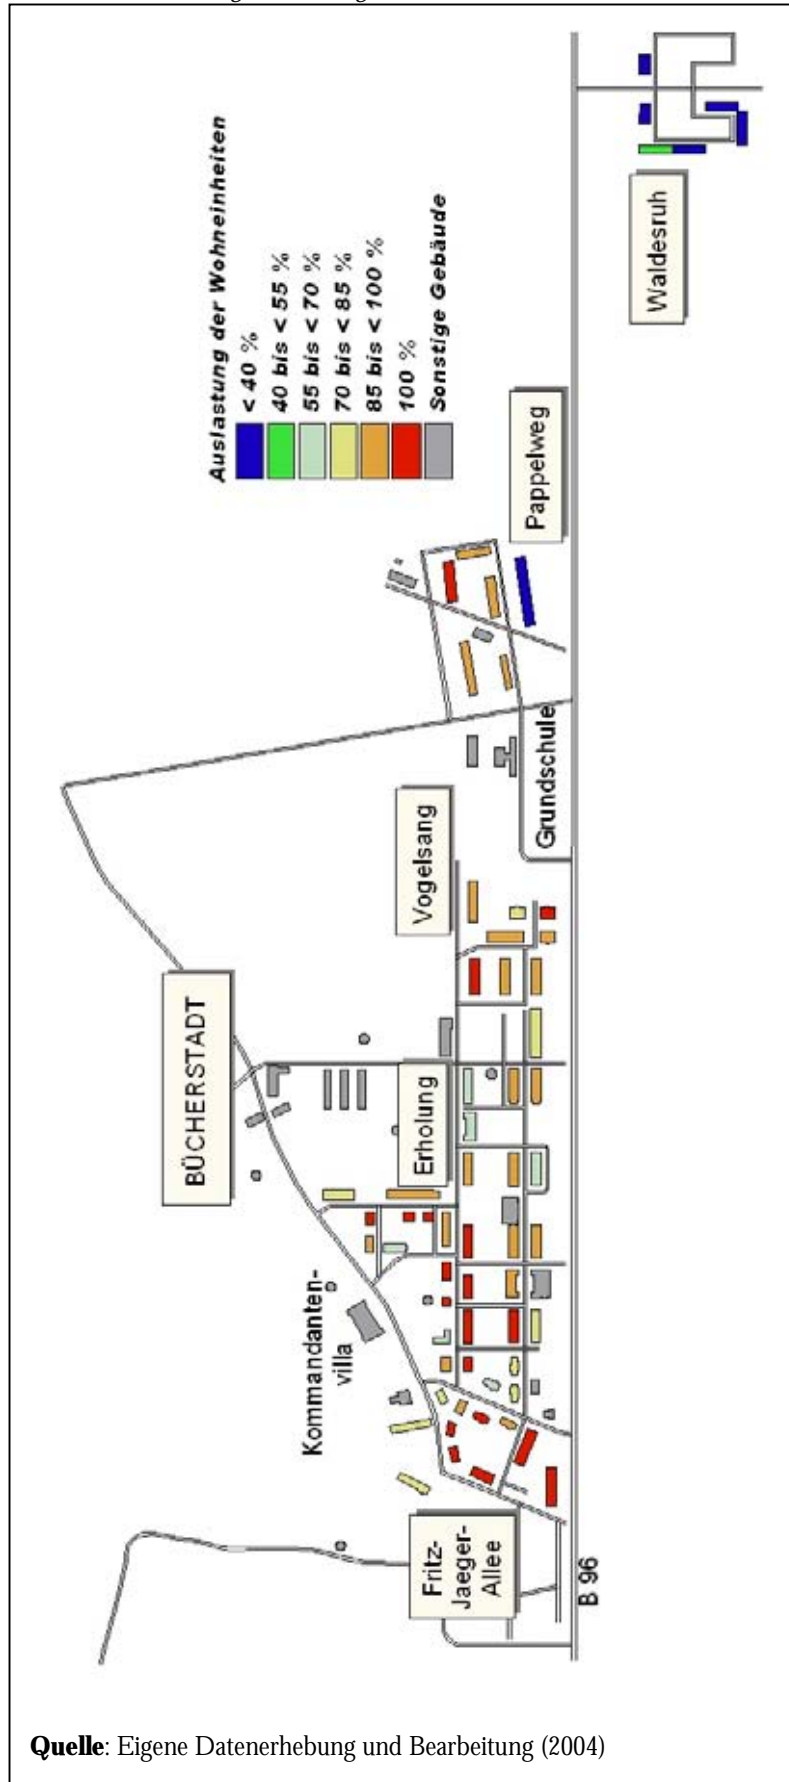 Auslastung der Wohneinheiten
< 40 %
40 bis < 55 %
55 bis < 70 %
70 bis < 85 %
85 bis < 100 %
100 %
Sonstige Gebäude
Waldesruh
Pappelweg
Grundschule
Vogelsang
BÜCHERSTADT
Erholung
Kommandanten-
villa
Fritz-
Jaeger-
Allee
B 96
Quelle: Eigene Datenerhebung und Bearbeitung (2004)